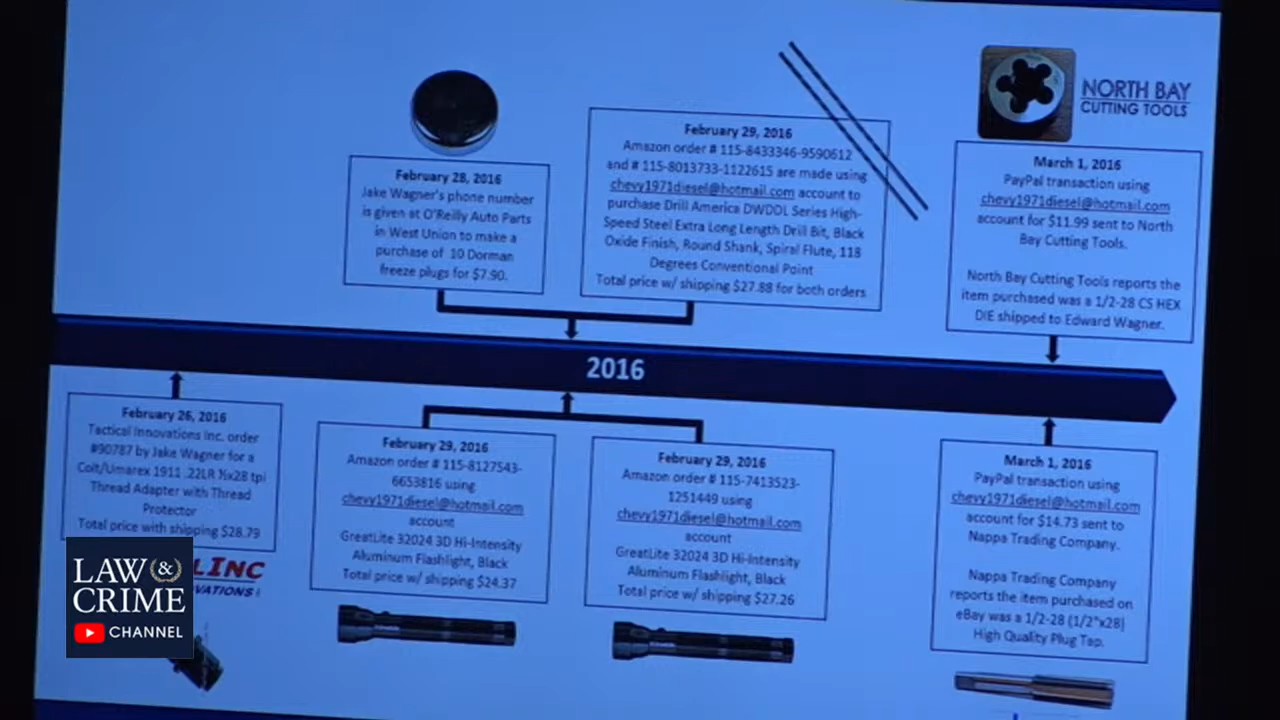 NORTH BAY
CUTTING TOOLS
February 28, 2016
Jake Wagner's phone number
is given at O'Reilly Auto Parts
in West Union to make a
purchase of 10 Dorman
freeze plugs for $7.90.
February 29, 2016
Amazon order # 115-8433346-9590612
and # 115-8013733-1122615 are made using
chevy1971diesel@hotmail.com account to
purchase Drill America DWDDL Series High-
Speed Steel Extra Long Length Drill Bit, Black
Oxide Finish, Round Shank, Spiral Flute, 118
Degrees Conventional Point
Total price w/ shipping $27.88 for both orders
March 1, 2016
PayPal transaction using
chevy1971diesel@hotmail.com
account for $11.99 sent to North
Bay Cutting Tools.
North Bay Cutting Tools reports the
item purchased was a 1/2-28 CS HEX
DIE shipped to Edward Wagner.
2016
February 26, 2016
Tactical Innovations Inc. order
#90787 by Jake Wagner for a
Colt/Umarex 1911 .22LR ½x28 tpi
Thread Adapter with Thread
Protector
Total price with shipping $28.79
LINC
OVATIONS
February 29, 2016
Amazon order # 115-8127543-
6653816 using
chevy1971diesel@hotmail.com
account
GreatLite 32024 3D Hi-Intensity
Aluminum Flashlight, Black
Total price w/ shipping $24.37
February 29, 2016
Amazon order # 115-7413523-
1251449 using
chevy1971diesel@hotmail.com
account
GreatLite 32024 3D Hi-Intensity
Aluminum Flashlight, Black
Total price w/ shipping $27.26
March 1, 2016
PayPal transaction using
chevy1971diesel@hotmail.com
account for $14.73 sent to
Nappa Trading Company.
Nappa Trading Company
reports the item purchased on
eBay was a 1/2-28 (1/2"x28)
High Quality Plug Tap.
LAW &
CRIME
CHANNEL